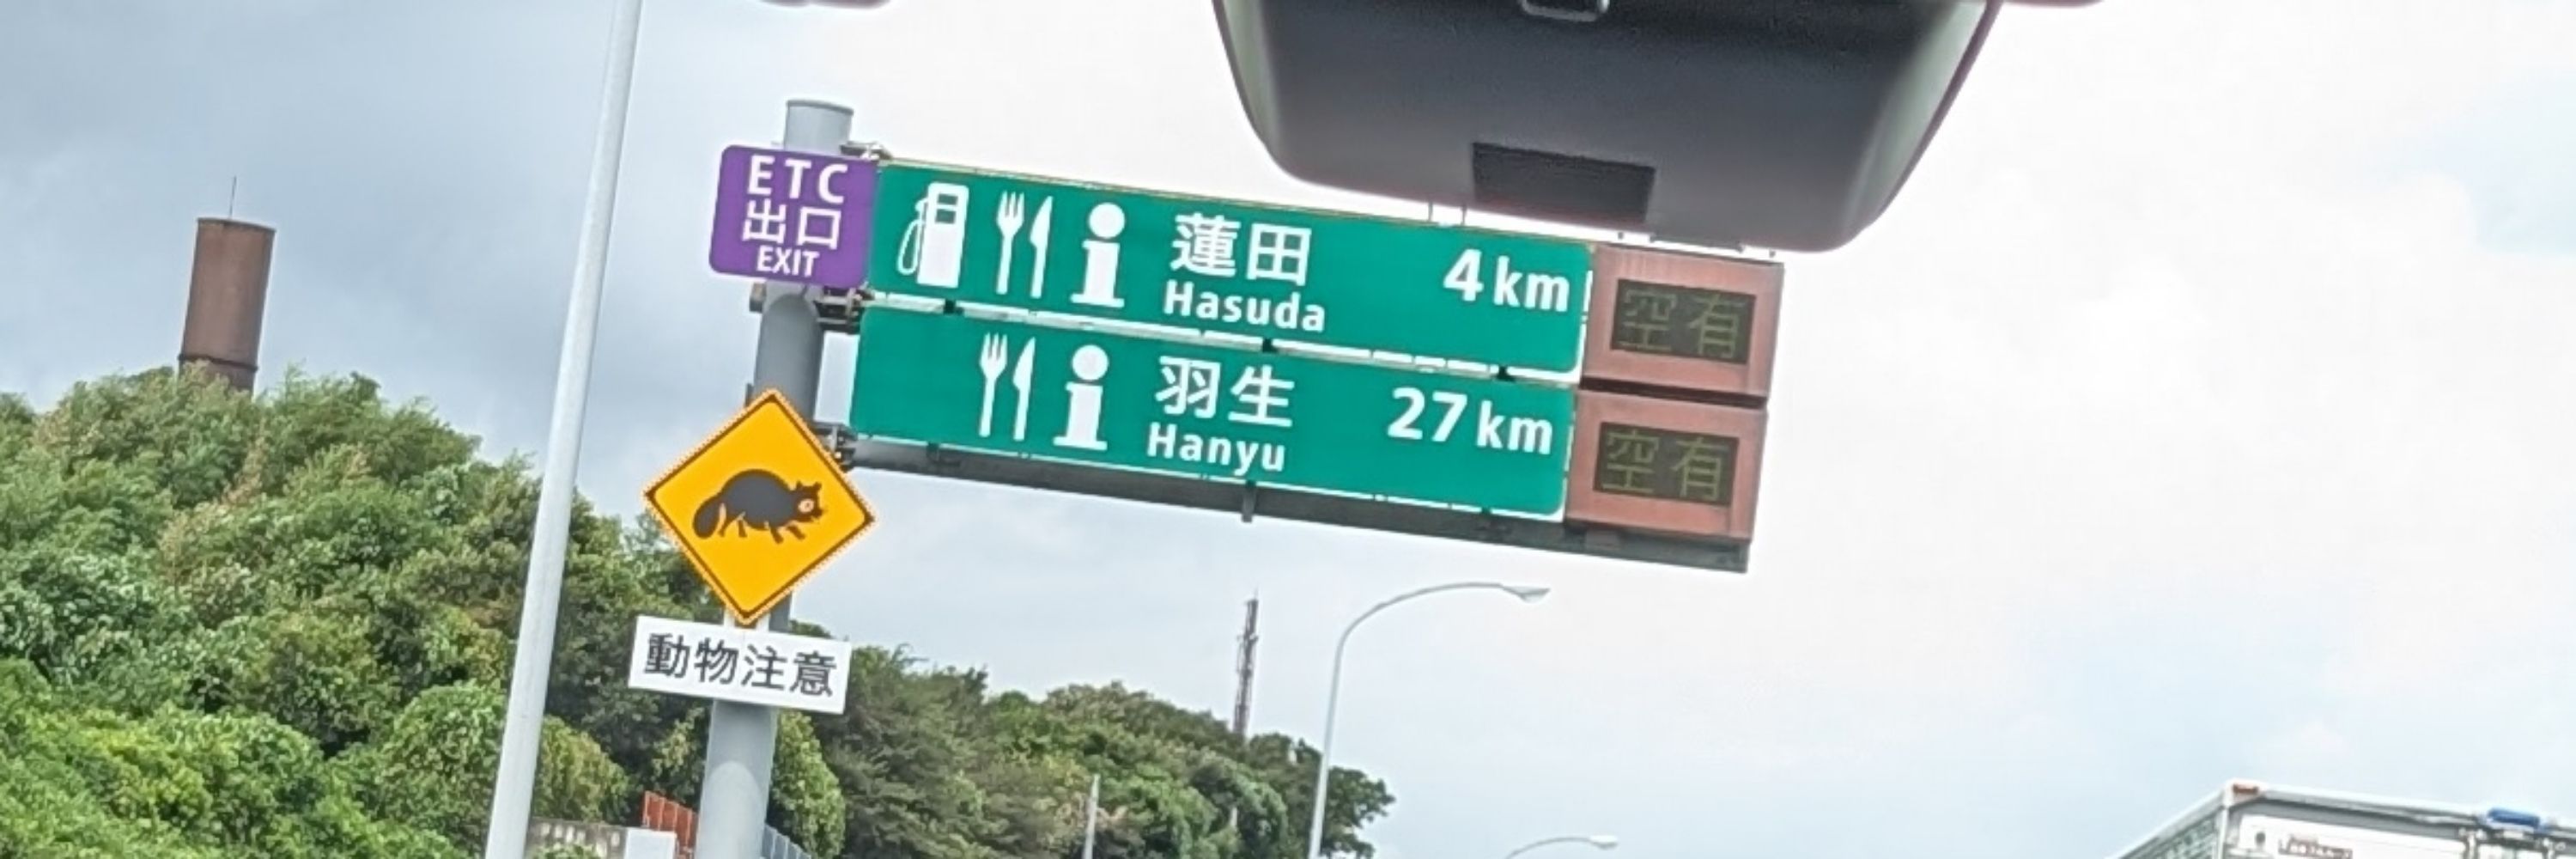 ETC
出口
EXIT
蓮田 4km
Hasuda
空有
羽生 27km
Hanyu
空有
動物注意